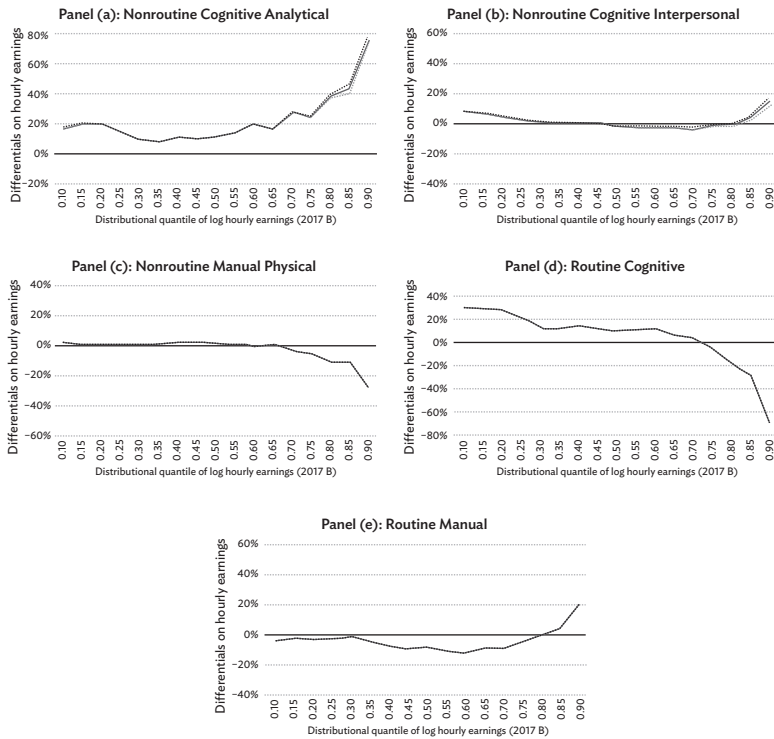 Panel (a): Nonroutine Cognitive Analytical
Differentials on hourly earnings
80%
60%
40%
20%
0%
−20%
0.10 0.15 0.20 0.25 0.30 0.35 0.40 0.45 0.50 0.55 0.60 0.65 0.70 0.75 0.80 0.85 0.90
Distributional quantile of log hourly earnings (2017 B)
Panel (b): Nonroutine Cognitive Interpersonal
Differentials on hourly earnings
60%
40%
20%
0%
−20%
−40%
0.10 0.15 0.20 0.25 0.30 0.35 0.40 0.45 0.50 0.55 0.60 0.65 0.70 0.75 0.80 0.85 0.90
Distributional quantile of log hourly earnings (2017 B)
Panel (c): Nonroutine Manual Physical
Differentials on hourly earnings
40%
20%
0%
−20%
−40%
−60%
0.10 0.15 0.20 0.25 0.30 0.35 0.40 0.45 0.50 0.55 0.60 0.65 0.70 0.75 0.80 0.85 0.90
Distributional quantile of log hourly earnings (2017 B)
Panel (d): Routine Cognitive
Differentials on hourly earnings
40%
20%
0%
−20%
−40%
−60%
−80%
0.10 0.15 0.20 0.25 0.30 0.35 0.40 0.45 0.50 0.55 0.60 0.65 0.70 0.75 0.80 0.85 0.90
Distributional quantile of log hourly earnings (2017 B)
Panel (e): Routine Manual
Differentials on hourly earnings
60%
40%
20%
0%
−20%
−40%
0.10 0.15 0.20 0.25 0.30 0.35 0.40 0.45 0.50 0.55 0.60 0.65 0.70 0.75 0.80 0.85 0.90
Distributional quantile of log hourly earnings (2017 B)